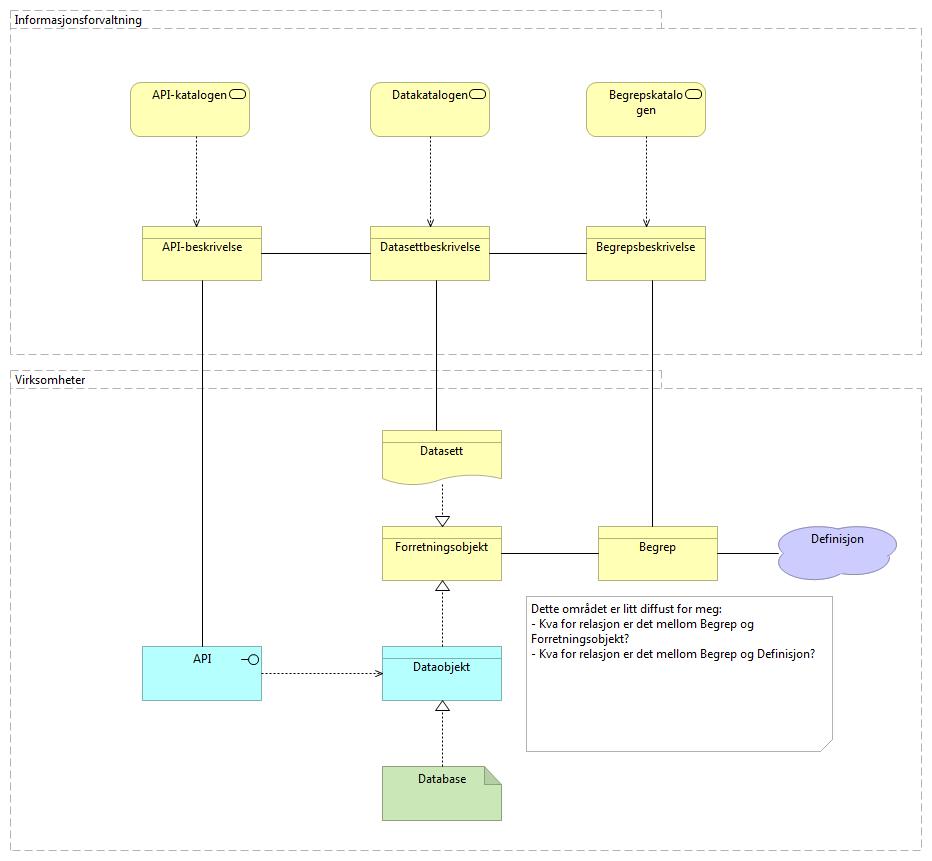 Informasjonsforvaltning
API-katalogen
Datakatalogen
Begrepskatalo
gen
API-beskrivelse
Datasettbeskrivelse
Begrepsbeskrivelse
Virksomheter
Datasett
Forretningsobjekt
Begrep
Definisjon
Dette området er litt diffust for meg:
- Kva for relasjon er det mellom Begrep og
Forretningsobjekt?
- Kva for relasjon er det mellom Begrep og Definisjon?
API
Dataobjekt
Database